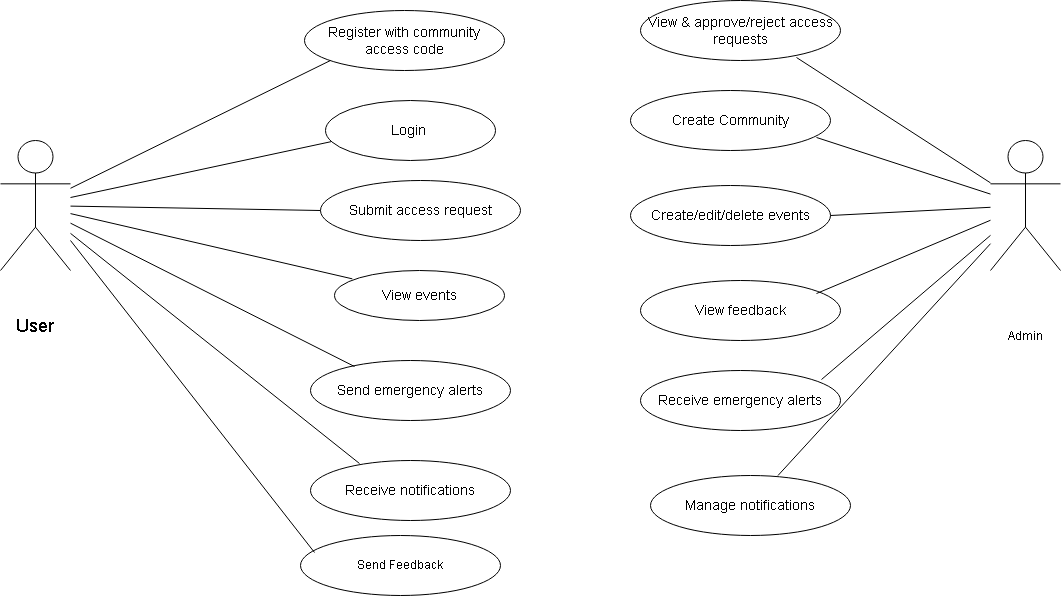 Register with community
access code
Login
Submit access request
View events
Send emergency alerts
Receive notifications
Send Feedback
User
View & approve/reject access
requests
Create Community
Create/edit/delete events
View feedback
Receive emergency alerts
Manage notifications
Admin